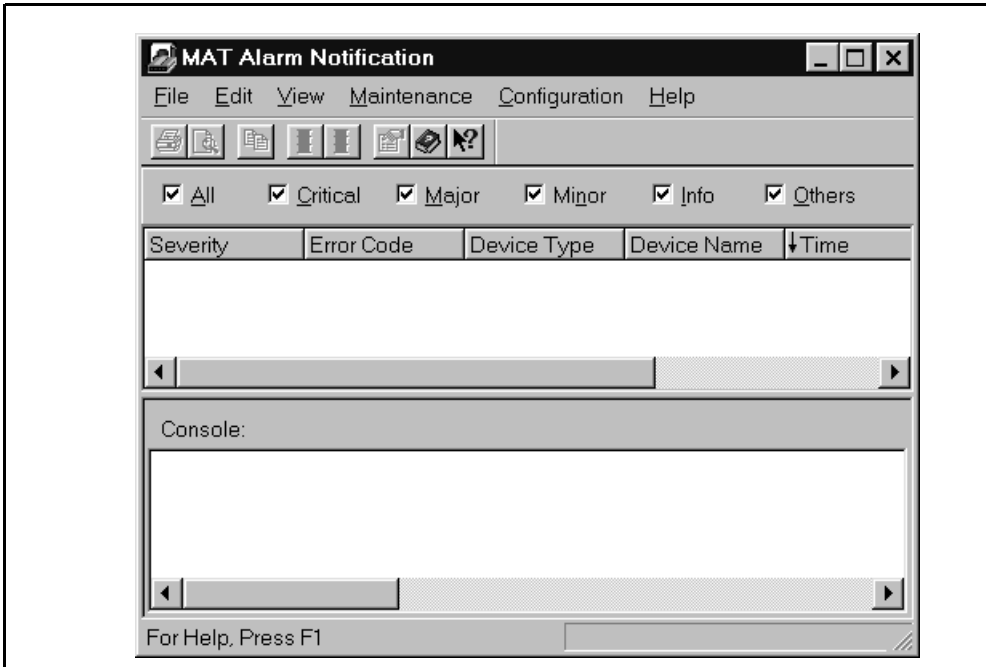 MAT Alarm Notification
File Edit View Maintenance Configuration Help
All Critical Major Minor Info Others
Severity Error Code Device Type Device Name Time
Console:
For Help, Press F1